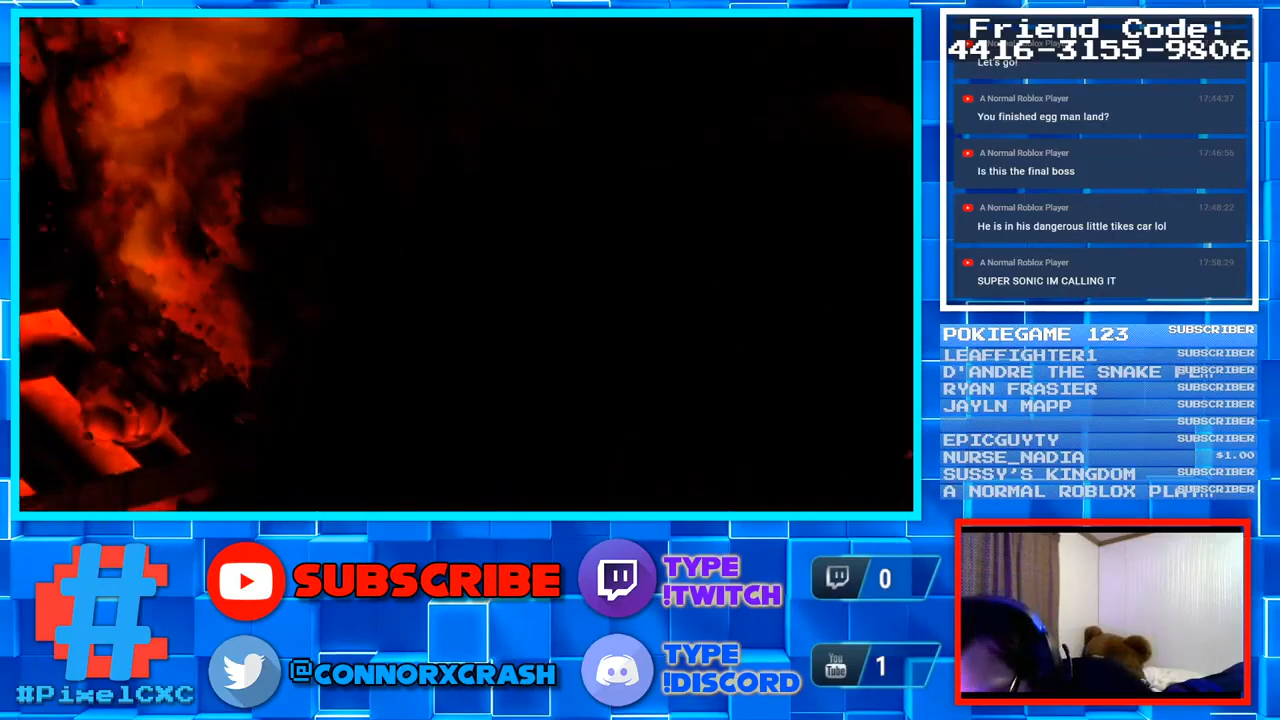 Friend Code:
4416-3155-9806
Let's go!
A Normal Roblox Player 17:44:37
You finished egg man land?
A Normal Roblox Player 17:46:56
Is this the final boss
A Normal Roblox Player 17:48:22
He is in his dangerous little tikes car lol
A Normal Roblox Player 17:58:29
SUPER SONIC IM CALLING IT
POKIEGAME 123 SUBSCRIBER
LEAFFIGHTER1 SUBSCRIBER
D'ANDRE THE SNAKE SUBSCRIBER
RYAN FRASIER SUBSCRIBER
JAYLN MAPP SUBSCRIBER
SUBSCRIBER
EPICGUYTY SUBSCRIBER
NURSE_NADIA $1.00
SUSSY'S KINGDOM SUBSCRIBER
A NORMAL ROBLOX PLA... SUBSCRIBER
#
#PixelCXC
SUBSCRIBE
@CONNORXCRASH
TYPE
!TWITCH
TYPE
!DISCORD
0
You
Tube
1